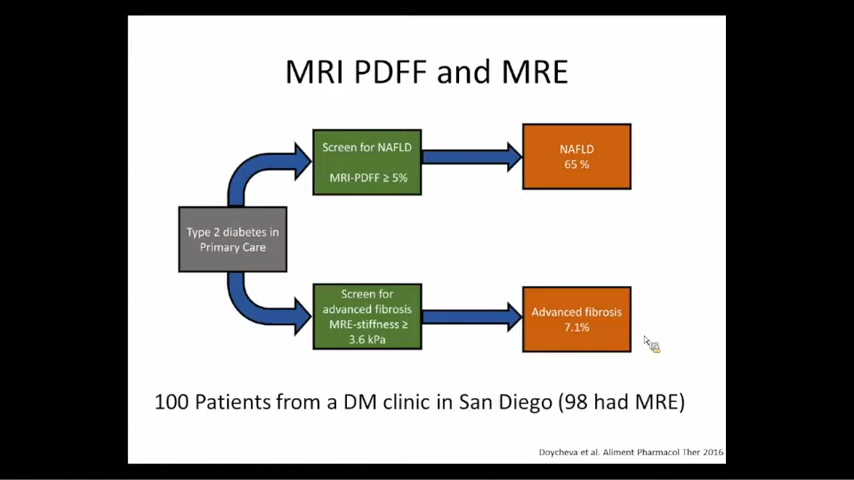 MRI PDFF and MRE
Screen for NAFLD
MRI-PDFF ≥ 5%
NAFLD
65 %
Type 2 diabetes in
Primary Care
Screen for
advanced fibrosis
MRE-stiffness ≥
3.6 kPa
Advanced fibrosis
7.1%
100 Patients from a DM clinic in San Diego (98 had MRE)
Doycheva et al. Aliment Pharmacol Ther 2016